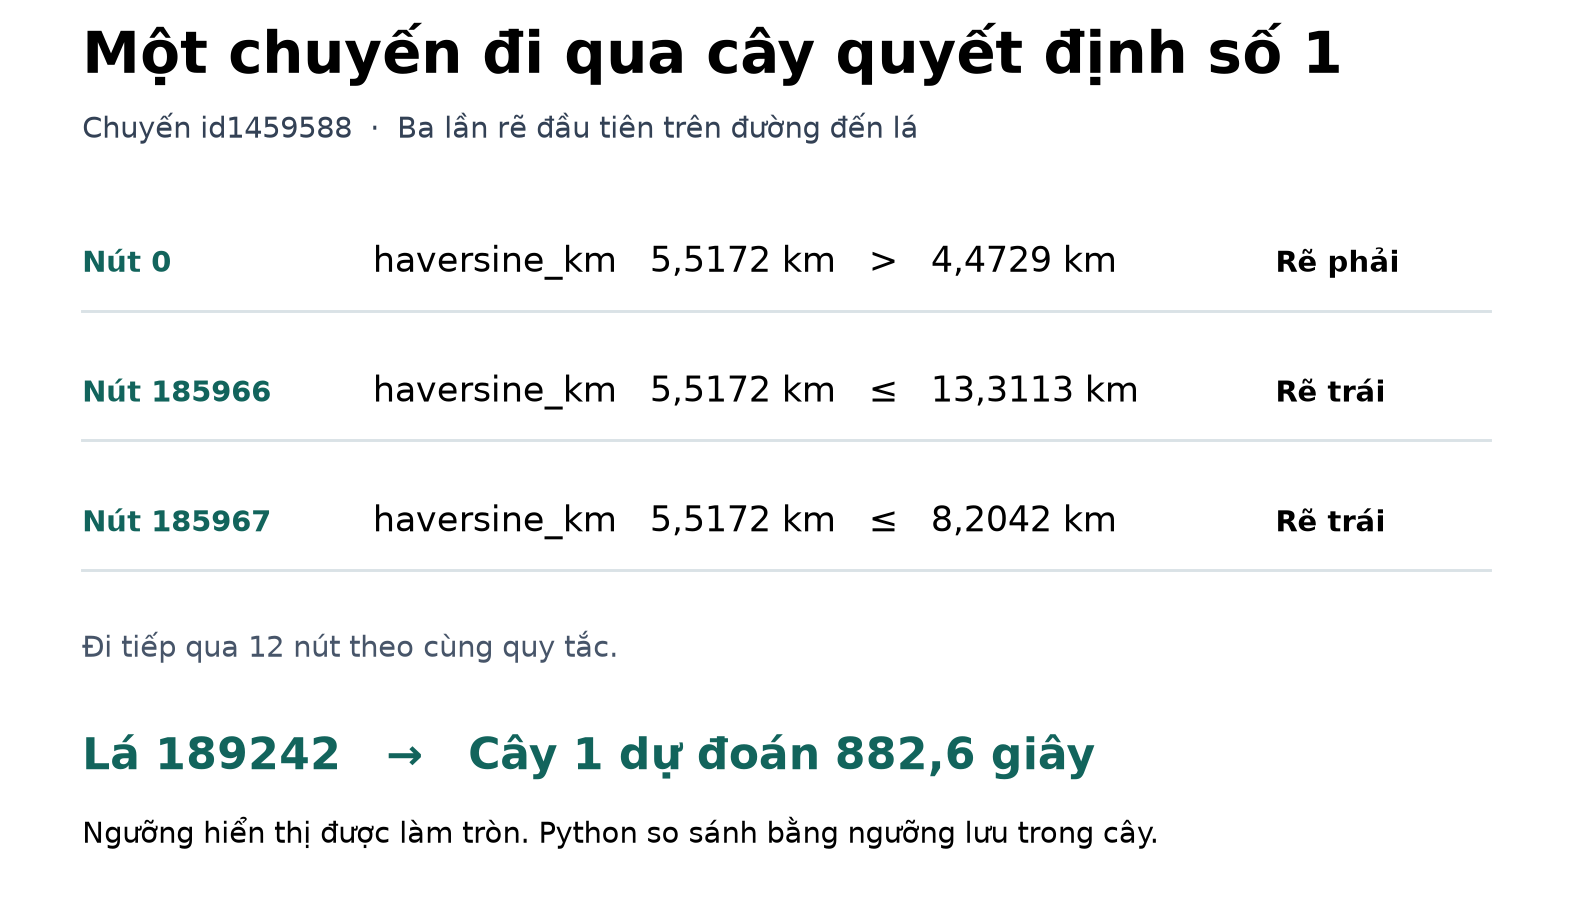 Một chuyến đi qua cây quyết định số 1
Chuyến id1459588 · Ba lần rẽ đầu tiên trên đường đến lá
Nút 0 haversine_km 5,5172 km > 4,4729 km Rẽ phải
Nút 185966 haversine_km 5,5172 km ≤ 13,3113 km Rẽ trái
Nút 185967 haversine_km 5,5172 km ≤ 8,2042 km Rẽ trái
Đi tiếp qua 12 nút theo cùng quy tắc.
Lá 189242 → Cây 1 dự đoán 882,6 giây
Ngưỡng hiển thị được làm tròn. Python so sánh bằng ngưỡng lưu trong cây.